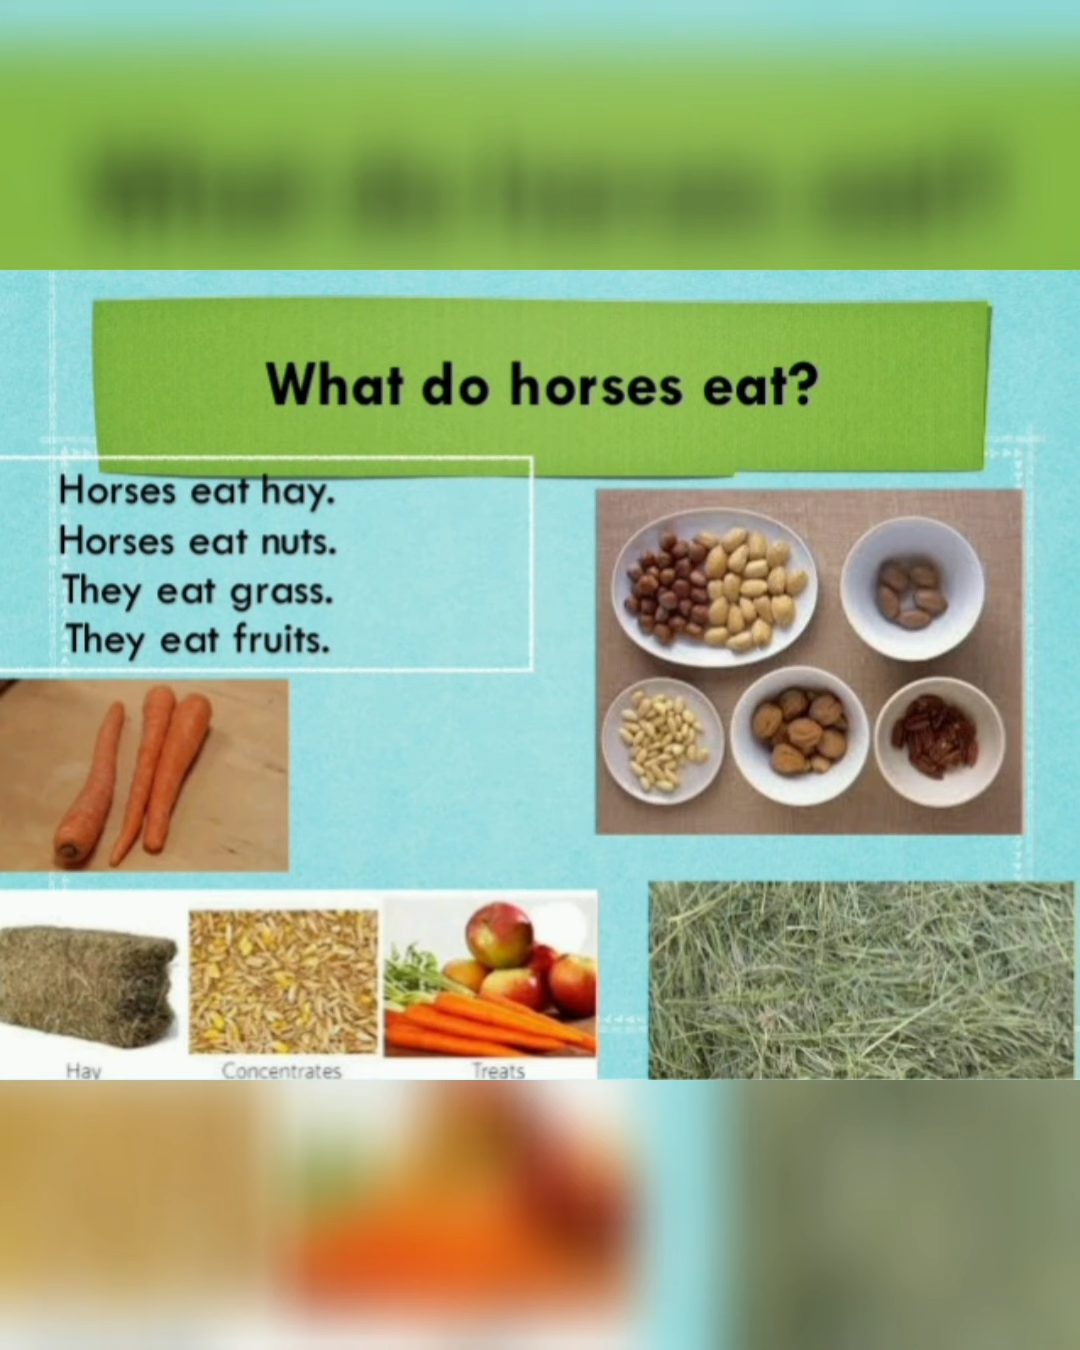 What do horses eat?
Horses eat hay.
Horses eat nuts.
They eat grass.
They eat fruits.
Hay
Concentrates
Treats